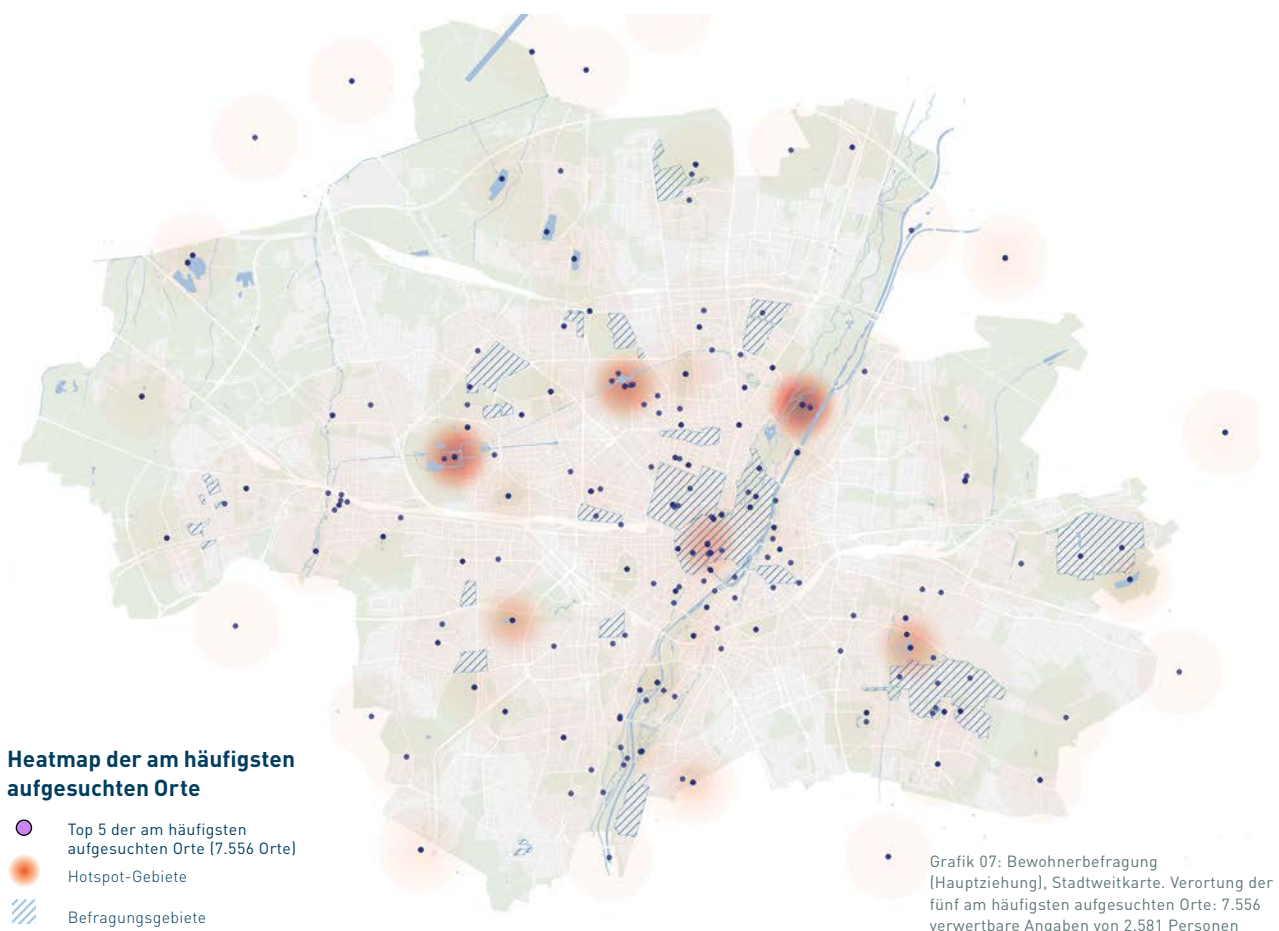 Heatmap der am häufigsten
aufgesuchten Orte
Top 5 der am häufigsten
aufgesuchten Orte (7.556 Orte)
Hotspot-Gebiete
Befragungsgebiete
Grafik 07: Bewohnerbefragung
(Hauptziehung), Stadtweitkarte. Verortung der
fünf am häufigsten aufgesuchten Orte: 7.556
verwertbare Angaben von 2.581 Personen